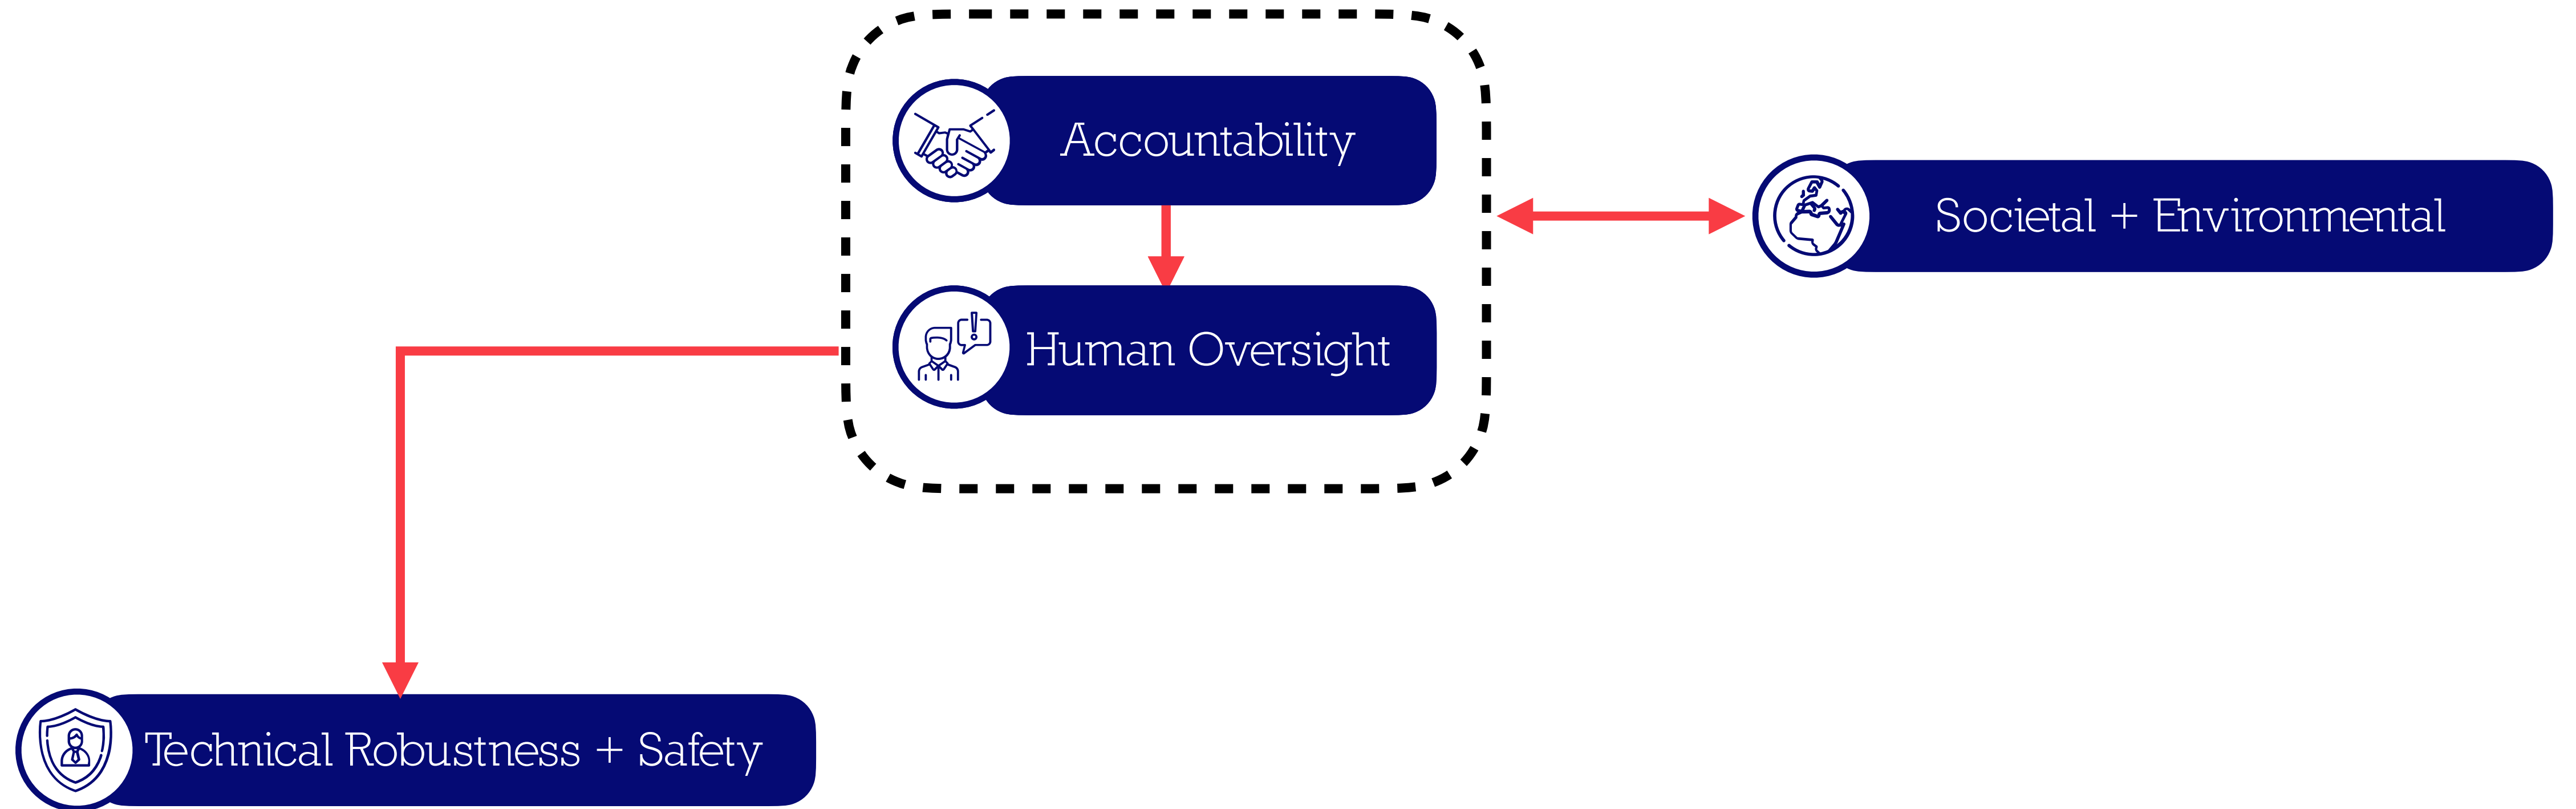 Accountability
Societal + Environmental
Human Oversight
Technical Robustness + Safety